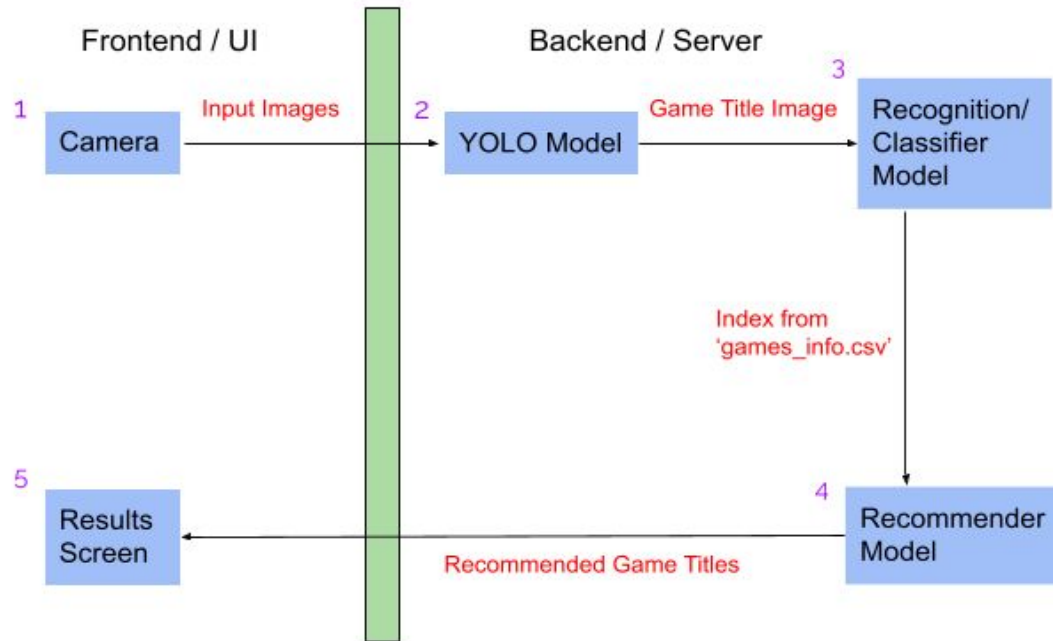 Frontend / UI
Backend / Server
1
Camera
Input Images
2
YOLO Model
Game Title Image
3
Recognition/
Classifier
Model
Index from
‘games_info.csv’
4
Recommender
Model
Recommended Game Titles
5
Results
Screen